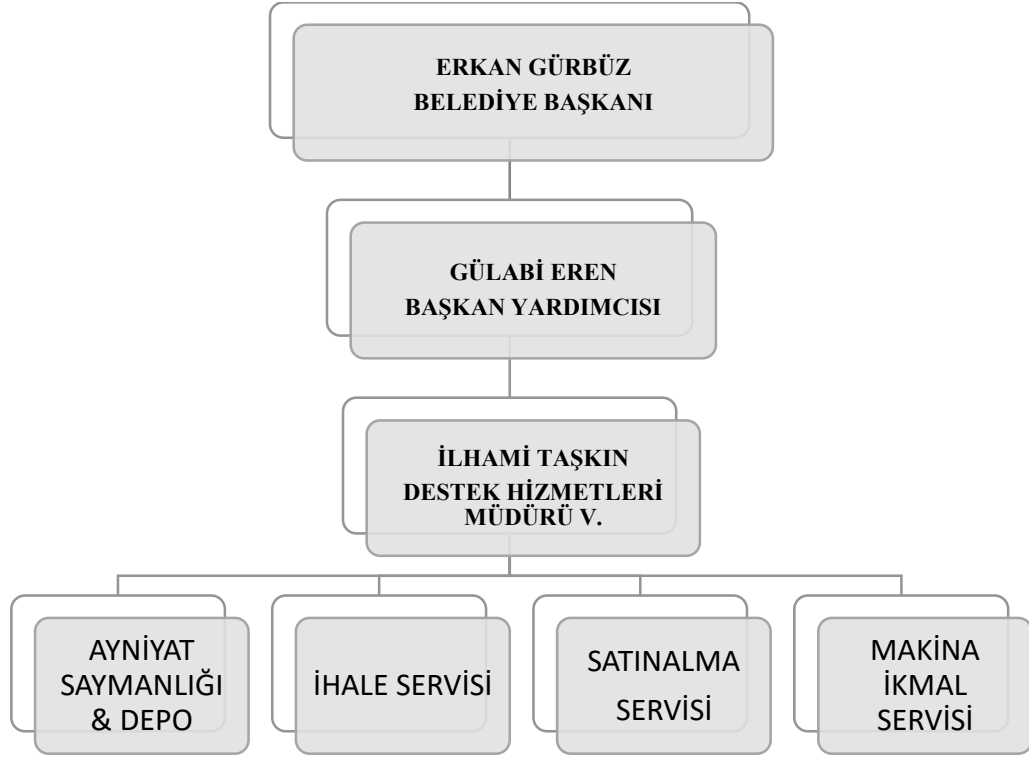 ERKAN GÜRBÜZ
BELEDİYE BAŞKANI
GÜLABİ EREN
BAŞKAN YARDIMCISI
İLHAMİ TAŞKIN
DESTEK HİZMETLERİ
MÜDÜRÜ V.
AYNİYAT
SAYMANLIĞI
& DEPO
İHALE SERVİSİ
SATINALMA
SERVİSİ
MAKİNA
İKMAL
SERVİSİ